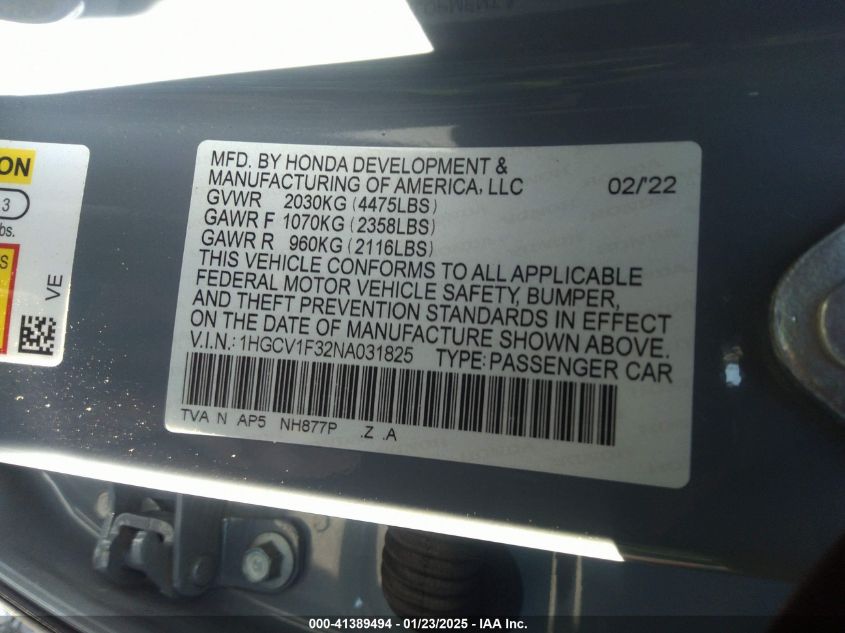 ON
3
bs.
S
VE
MFD. BY HONDA DEVELOPMENT &
MANUFACTURING OF AMERICA, LLC 02/'22
GVWR 2030KG (4475LBS)
GAWR F 1070KG (2358LBS)
GAWR R 960KG (2116LBS)
THIS VEHICLE CONFORMS TO ALL APPLICABLE
FEDERAL MOTOR VEHICLE SAFETY, BUMPER,
AND THEFT PREVENTION STANDARDS IN EFFECT
ON THE DATE OF MANUFACTURE SHOWN ABOVE.
V.I.N.: 1HGCV1F32NA031825 TYPE: PASSENGER CAR
TVA N AP5 NH877P .Z .A
000-41389494 / 01/23/2025 / IAA Inc.